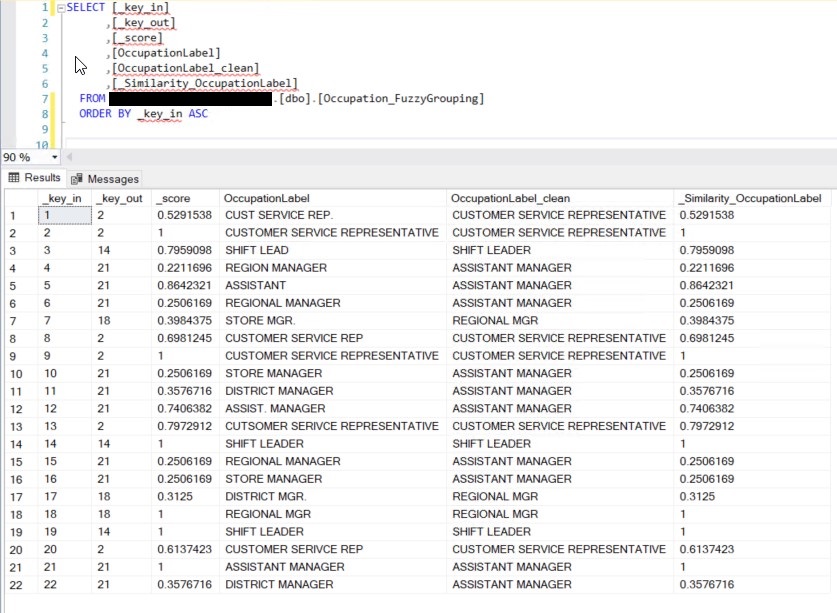 1 SELECT [_key_in]
2 ,[_key_out]
3 ,[_score]
4 ,[OccupationLabel]
5 ,[OccupationLabel_clean]
6 ,[_Similarity_OccupationLabel]
7 FROM .[dbo].[Occupation_FuzzyGrouping]
8 ORDER BY _key_in ASC
9
10
90 %
Results Messages
_key_in _key_out _score OccupationLabel OccupationLabel_clean _Similarity_OccupationLabel
1 1 2 0.5291538 CUST SERVICE REP. CUSTOMER SERVICE REPRESENTATIVE 0.5291538
2 2 2 1 CUSTOMER SERVICE REPRESENTATIVE CUSTOMER SERVICE REPRESENTATIVE 1
3 3 14 0.7959098 SHIFT LEAD SHIFT LEADER 0.7959098
4 4 21 0.2211696 REGION MANAGER ASSISTANT MANAGER 0.2211696
5 5 21 0.8642321 ASSISTANT ASSISTANT MANAGER 0.8642321
6 6 21 0.2506169 REGIONAL MANAGER ASSISTANT MANAGER 0.2506169
7 7 18 0.3984375 STORE MGR. REGIONAL MGR 0.3984375
8 8 2 0.6981245 CUSTOMER SERVICE REP CUSTOMER SERVICE REPRESENTATIVE 0.6981245
9 9 2 1 CUSTOMER SERVICE REPRESENTATIVE CUSTOMER SERVICE REPRESENTATIVE 1
10 10 21 0.2506169 STORE MANAGER ASSISTANT MANAGER 0.2506169
11 11 21 0.3576716 DISTRICT MANAGER ASSISTANT MANAGER 0.3576716
12 12 21 0.7406382 ASSIST. MANAGER ASSISTANT MANAGER 0.7406382
13 13 2 0.7972912 CUTSOMER SERIVCE REPRESENTATIVE CUSTOMER SERVICE REPRESENTATIVE 0.7972912
14 14 14 1 SHIFT LEADER SHIFT LEADER 1
15 15 21 0.2506169 REGIONAL MANAGER ASSISTANT MANAGER 0.2506169
16 16 21 0.2506169 STORE MANAGER ASSISTANT MANAGER 0.2506169
17 17 18 0.3125 DISTRICT MGR. REGIONAL MGR 0.3125
18 18 18 1 REGIONAL MGR REGIONAL MGR 1
19 19 14 1 SHIFT LEADER SHIFT LEADER 1
20 20 2 0.6137423 CUSTOMER SERIVCE REP CUSTOMER SERVICE REPRESENTATIVE 0.6137423
21 21 21 1 ASSISTANT MANAGER ASSISTANT MANAGER 1
22 22 21 0.3576716 DISTRICT MANAGER ASSISTANT MANAGER 0.3576716